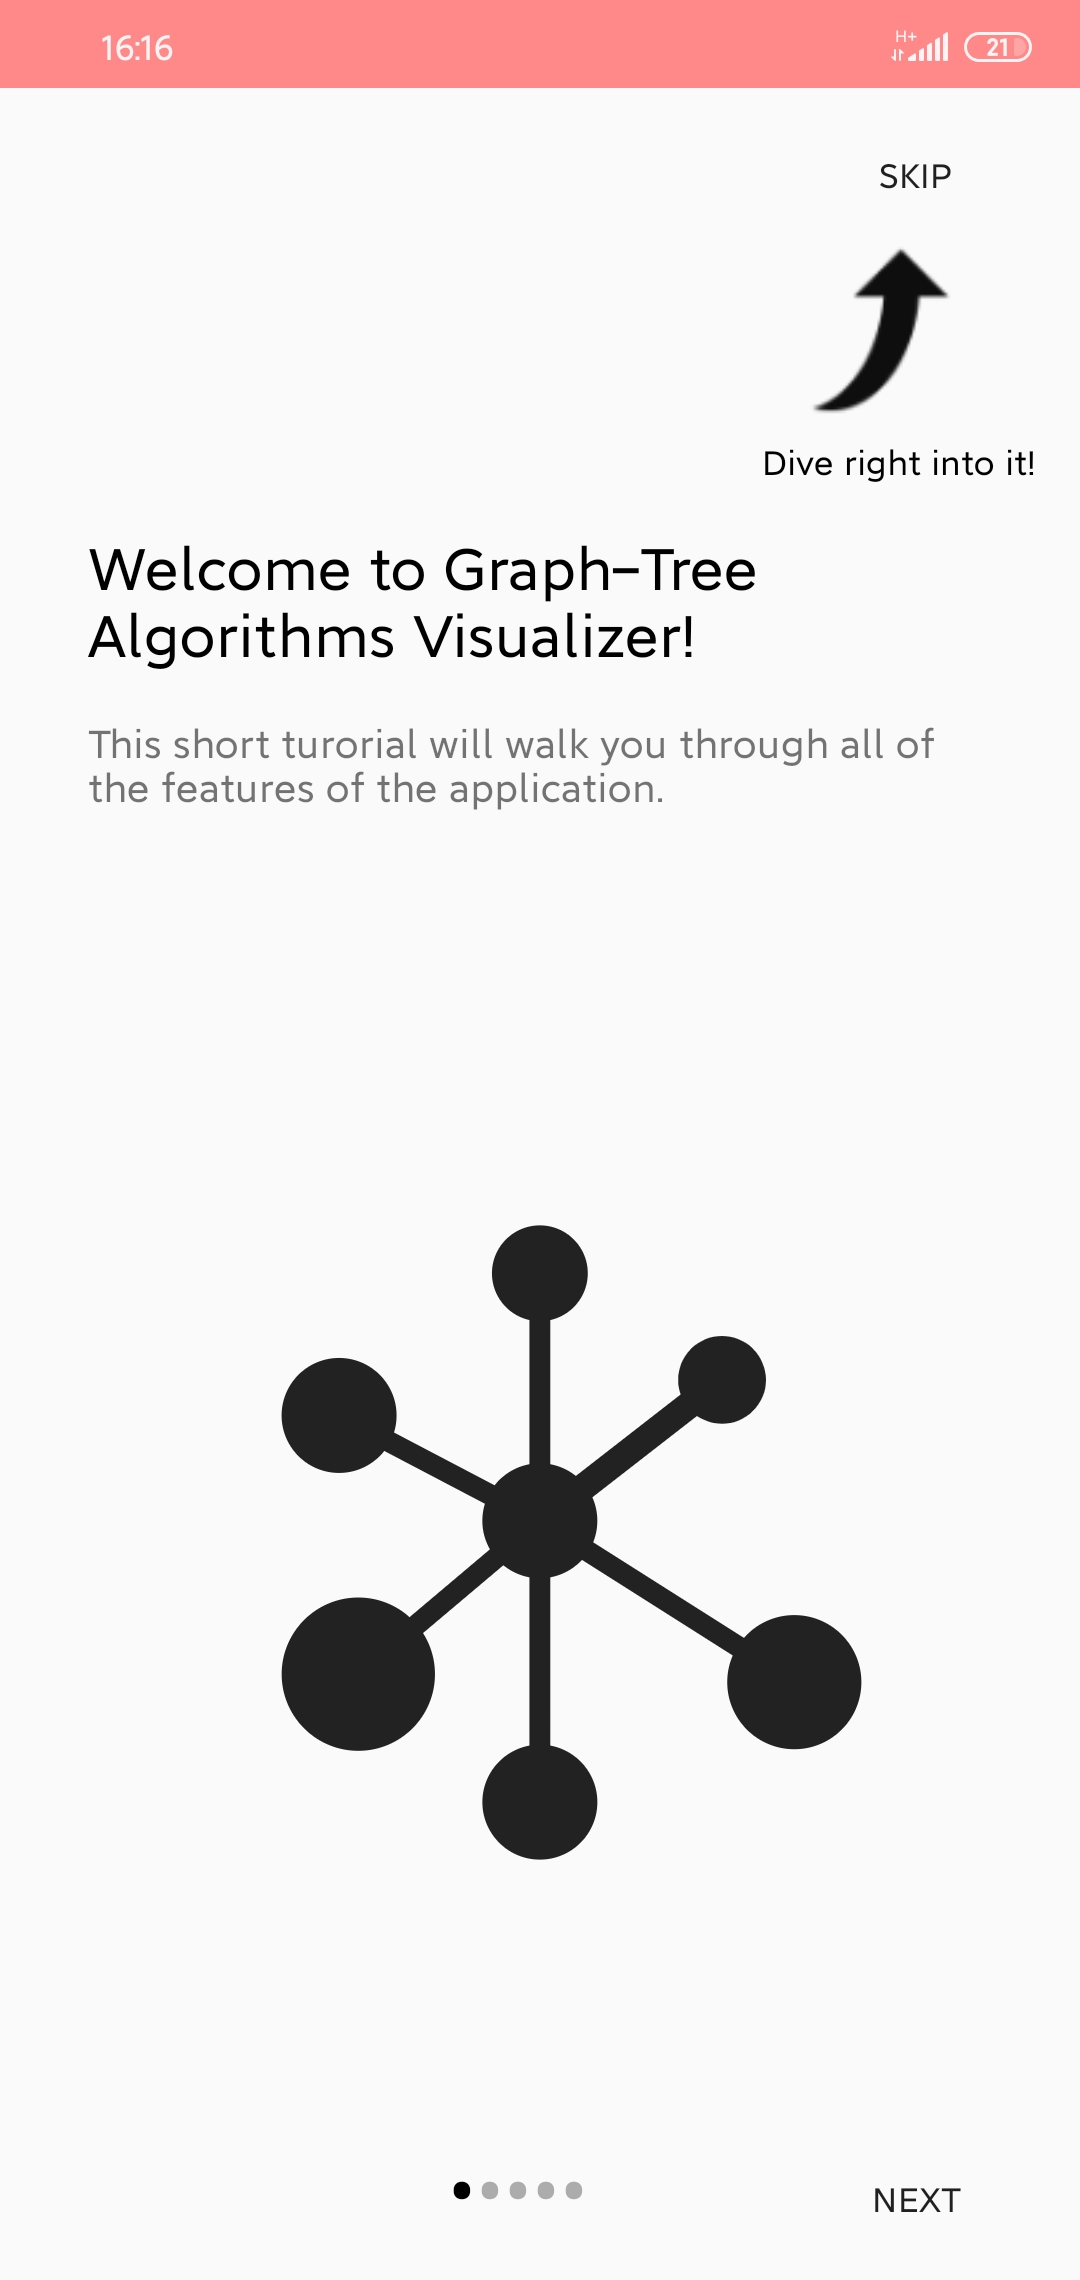 16:16
H+
21
SKIP
Dive right into it!
Welcome to Graph-Tree
Algorithms Visualizer!
This short turorial will walk you through all of
the features of the application.
NEXT